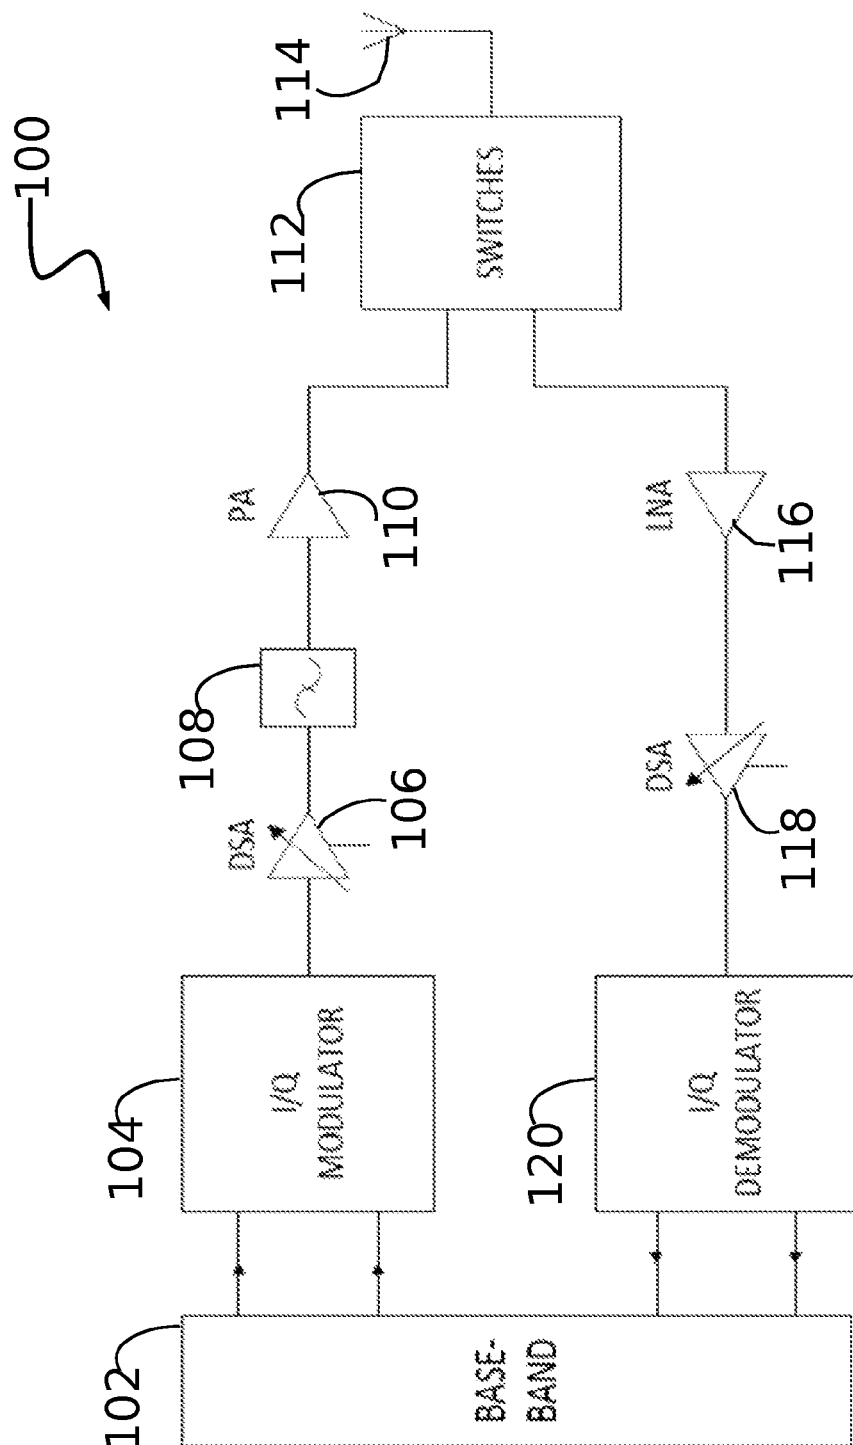 100
114
112
SWITCHES
PA
110
LNA
116
108
DSA
106
DSA
118
104
I/Q
MODULATOR
120
I/Q
DEMODULATOR
102
BASE-
BAND